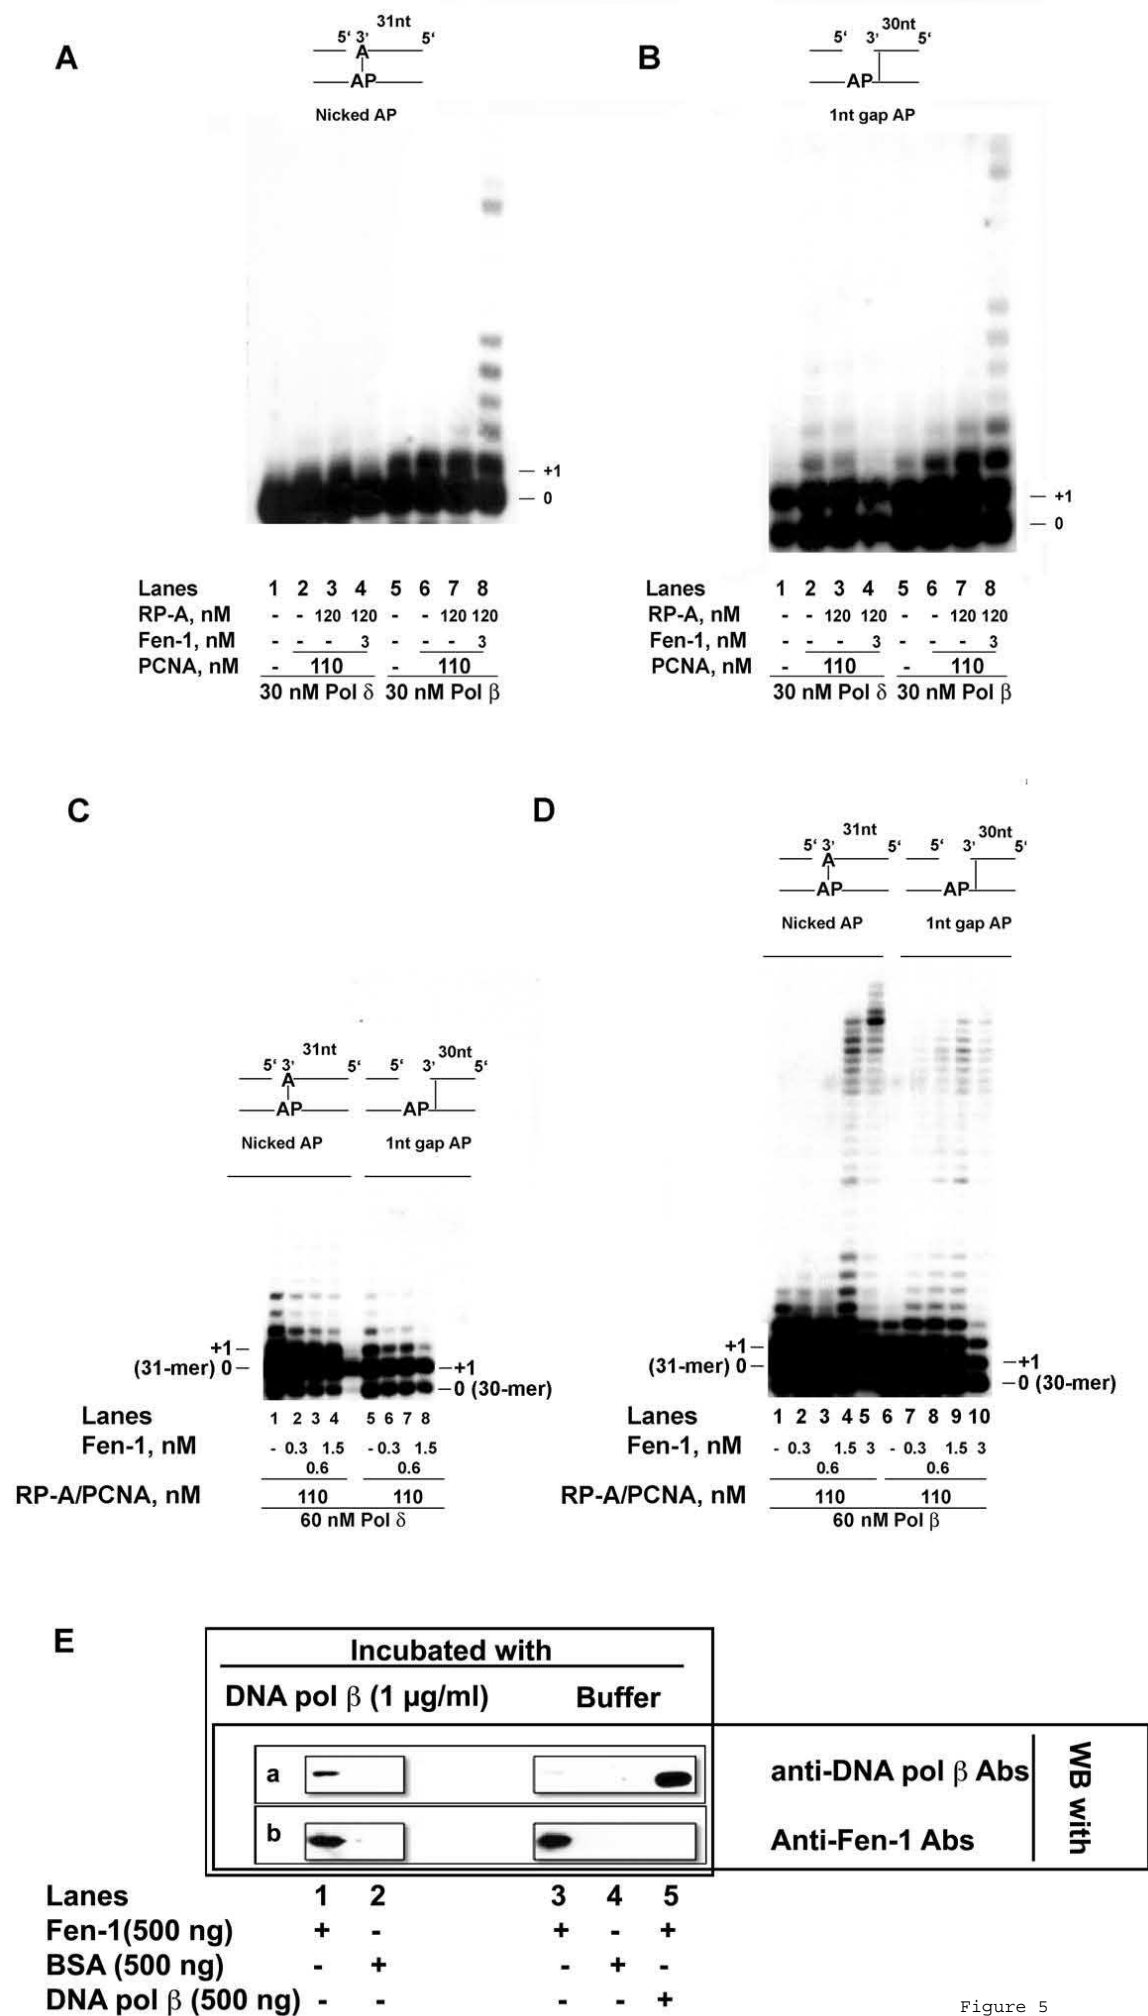 A
31nt
5‘ 3’ 5‘
A
AP
Nicked AP
+1
0
Lanes 1 2 3 4 5 6 7 8
RP-A, nM - - 120 120 - - 120 120
Fen-1, nM - - - 3 - - - 3
PCNA, nM - 110 - 110
30 nM Pol δ 30 nM Pol β
B
30nt
5‘ 3’ 5‘
AP
1nt gap AP
+1
0
Lanes 1 2 3 4 5 6 7 8
RP-A, nM - - 120 120 - - 120 120
Fen-1, nM - - - 3 - - - 3
PCNA, nM - 110 - 110
30 nM Pol δ 30 nM Pol β
C
31nt 30nt
5‘ 3’ 5‘ 5‘ 3’ 5‘
A
AP AP
Nicked AP 1nt gap AP
+1
(31-mer) 0 +1
0 (30-mer)
Lanes 1 2 3 4 5 6 7 8
Fen-1, nM - 0.3 1.5 - 0.3 1.5
0.6 0.6
RP-A/PCNA, nM 110 110
60 nM Pol δ
D
31nt 30nt
5‘ 3’ 5‘ 5‘ 3’ 5‘
A
AP AP
Nicked AP 1nt gap AP
+1
(31-mer) 0 +1
0 (30-mer)
Lanes 1 2 3 4 5 6 7 8 9 10
Fen-1, nM - 0.3 1.5 3 - 0.3 1.5 3
0.6 0.6
RP-A/PCNA, nM 110 110
60 nM Pol β
E
Incubated with
DNA pol β (1 µg/ml) Buffer
a anti-DNA pol β Abs
b Anti-Fen-1 Abs
WB with
Lanes 1 2 3 4 5
Fen-1(500 ng) + - + - +
BSA (500 ng) - + - + -
DNA pol β (500 ng) - - - - +
Figure 5